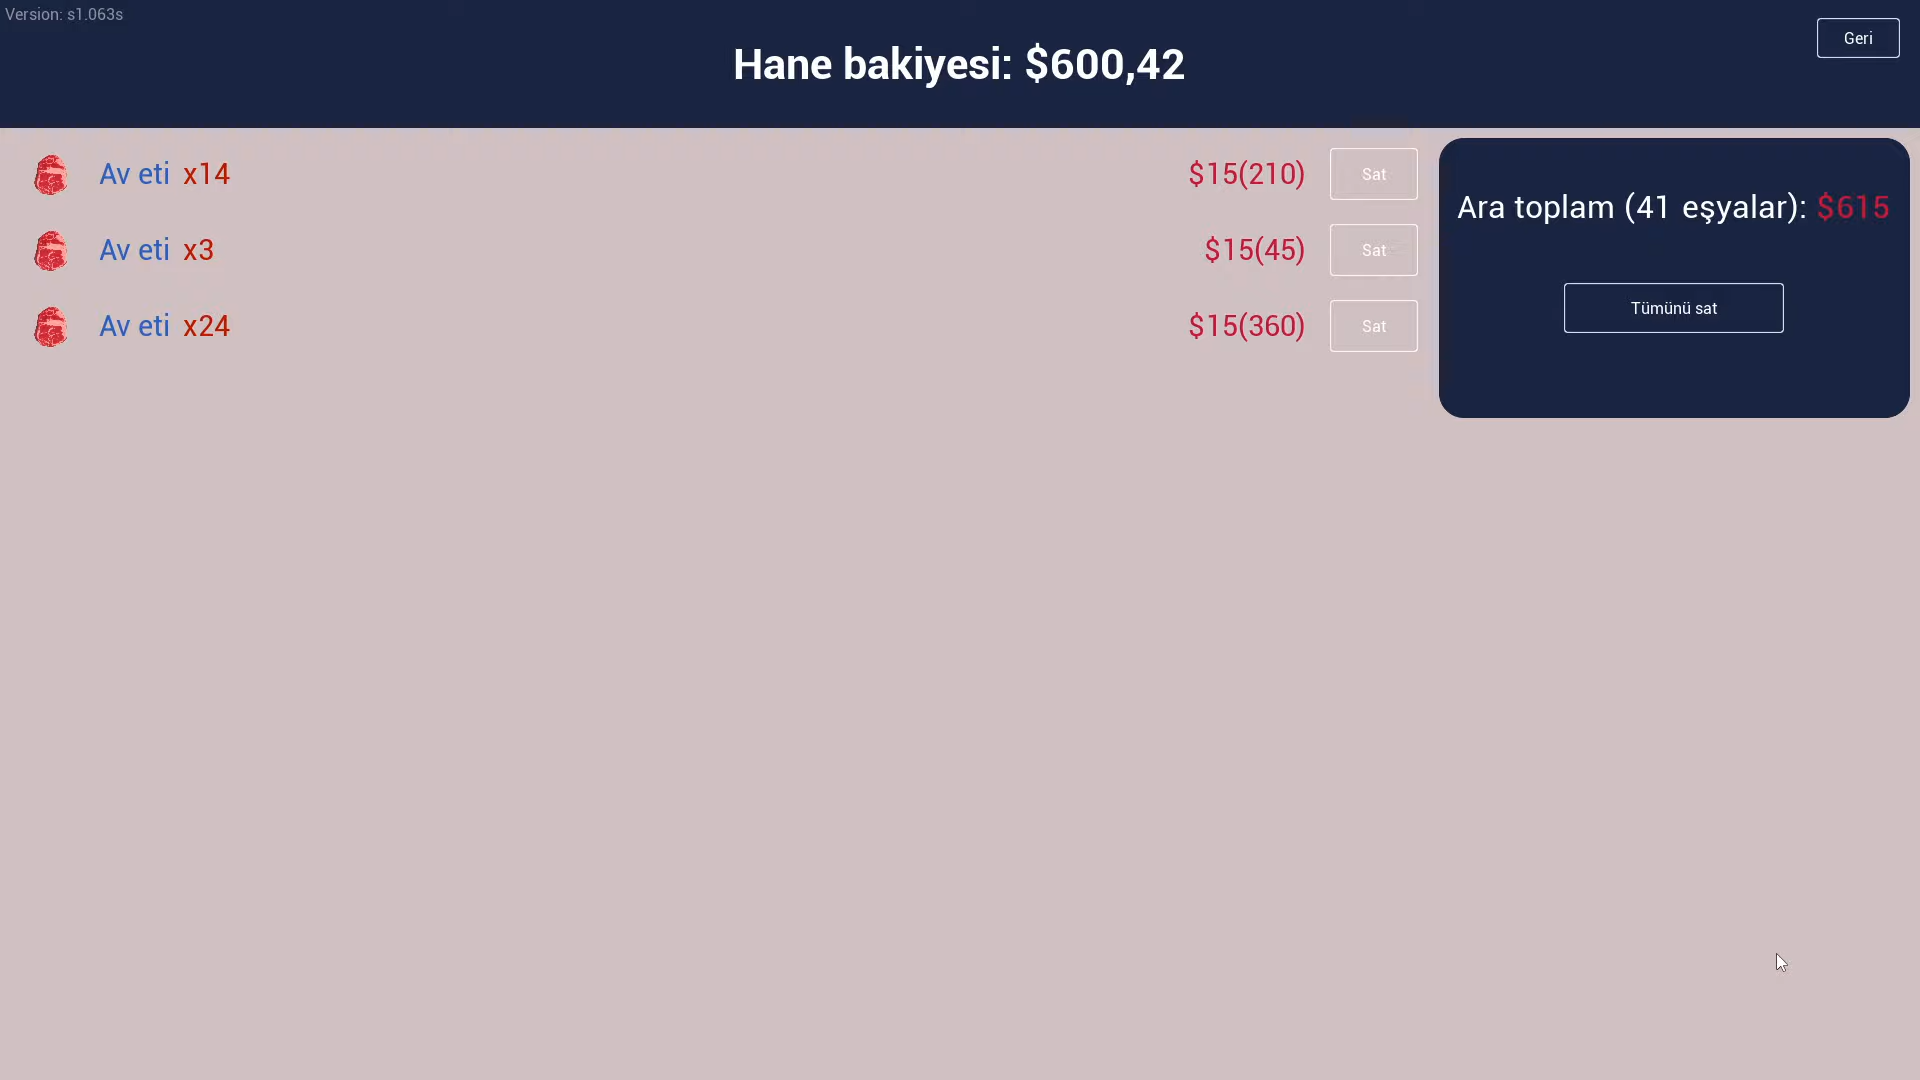 Version: s1.063s
Geri
Hane bakiyesi: $600,42
Av eti x14 $15(210) Sat
Av eti x3 $15(45) Sat
Av eti x24 $15(360) Sat
Ara toplam (41 eşyalar): $615
Tümünü sat